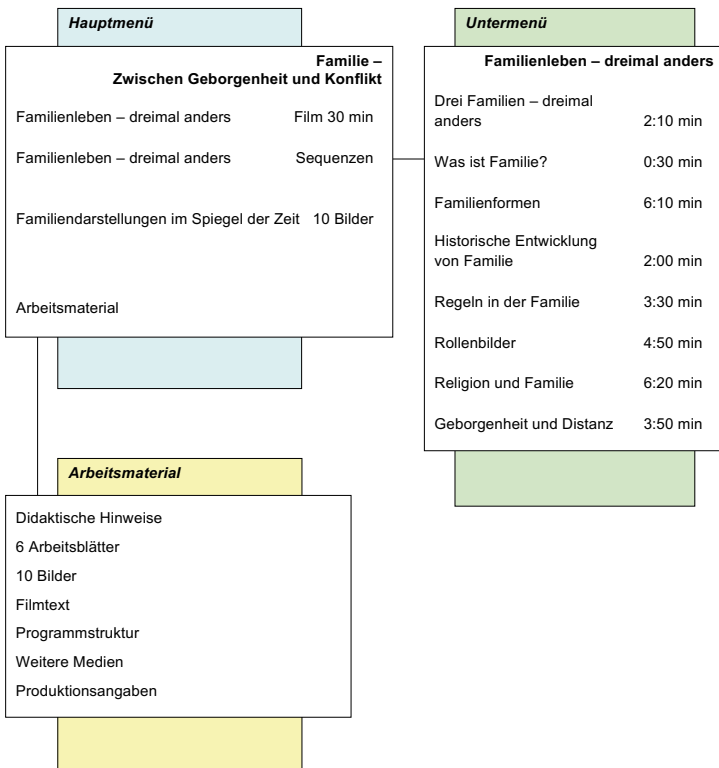 Hauptmenü
Familie –
Zwischen Geborgenheit und Konflikt
Familienleben – dreimal anders Film 30 min
Familienleben – dreimal anders Sequenzen
Familiendarstellungen im Spiegel der Zeit 10 Bilder
Arbeitsmaterial
Untermenü
Familienleben – dreimal anders
Drei Familien – dreimal
anders 2:10 min
Was ist Familie? 0:30 min
Familienformen 6:10 min
Historische Entwicklung
von Familie 2:00 min
Regeln in der Familie 3:30 min
Rollenbilder 4:50 min
Religion und Familie 6:20 min
Geborgenheit und Distanz 3:50 min
Arbeitsmaterial
Didaktische Hinweise
6 Arbeitsblätter
10 Bilder
Filmtext
Programmstruktur
Weitere Medien
Produktionsangaben